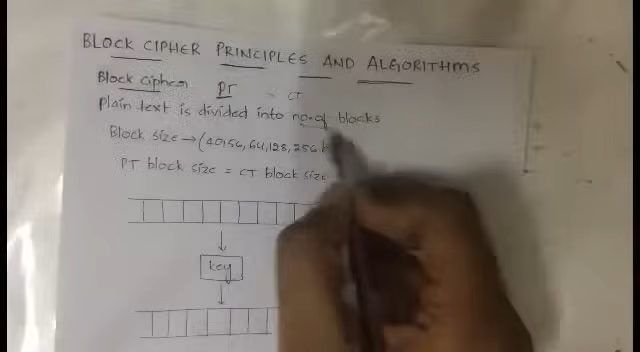 BLOCK CIPHER PRINCIPLES AND ALGORITHMS
Block cipher PT CT
Plain text is divided into no. of blocks
Block size → (40, 56, 64, 128, 256
PT block size = CT block size
key